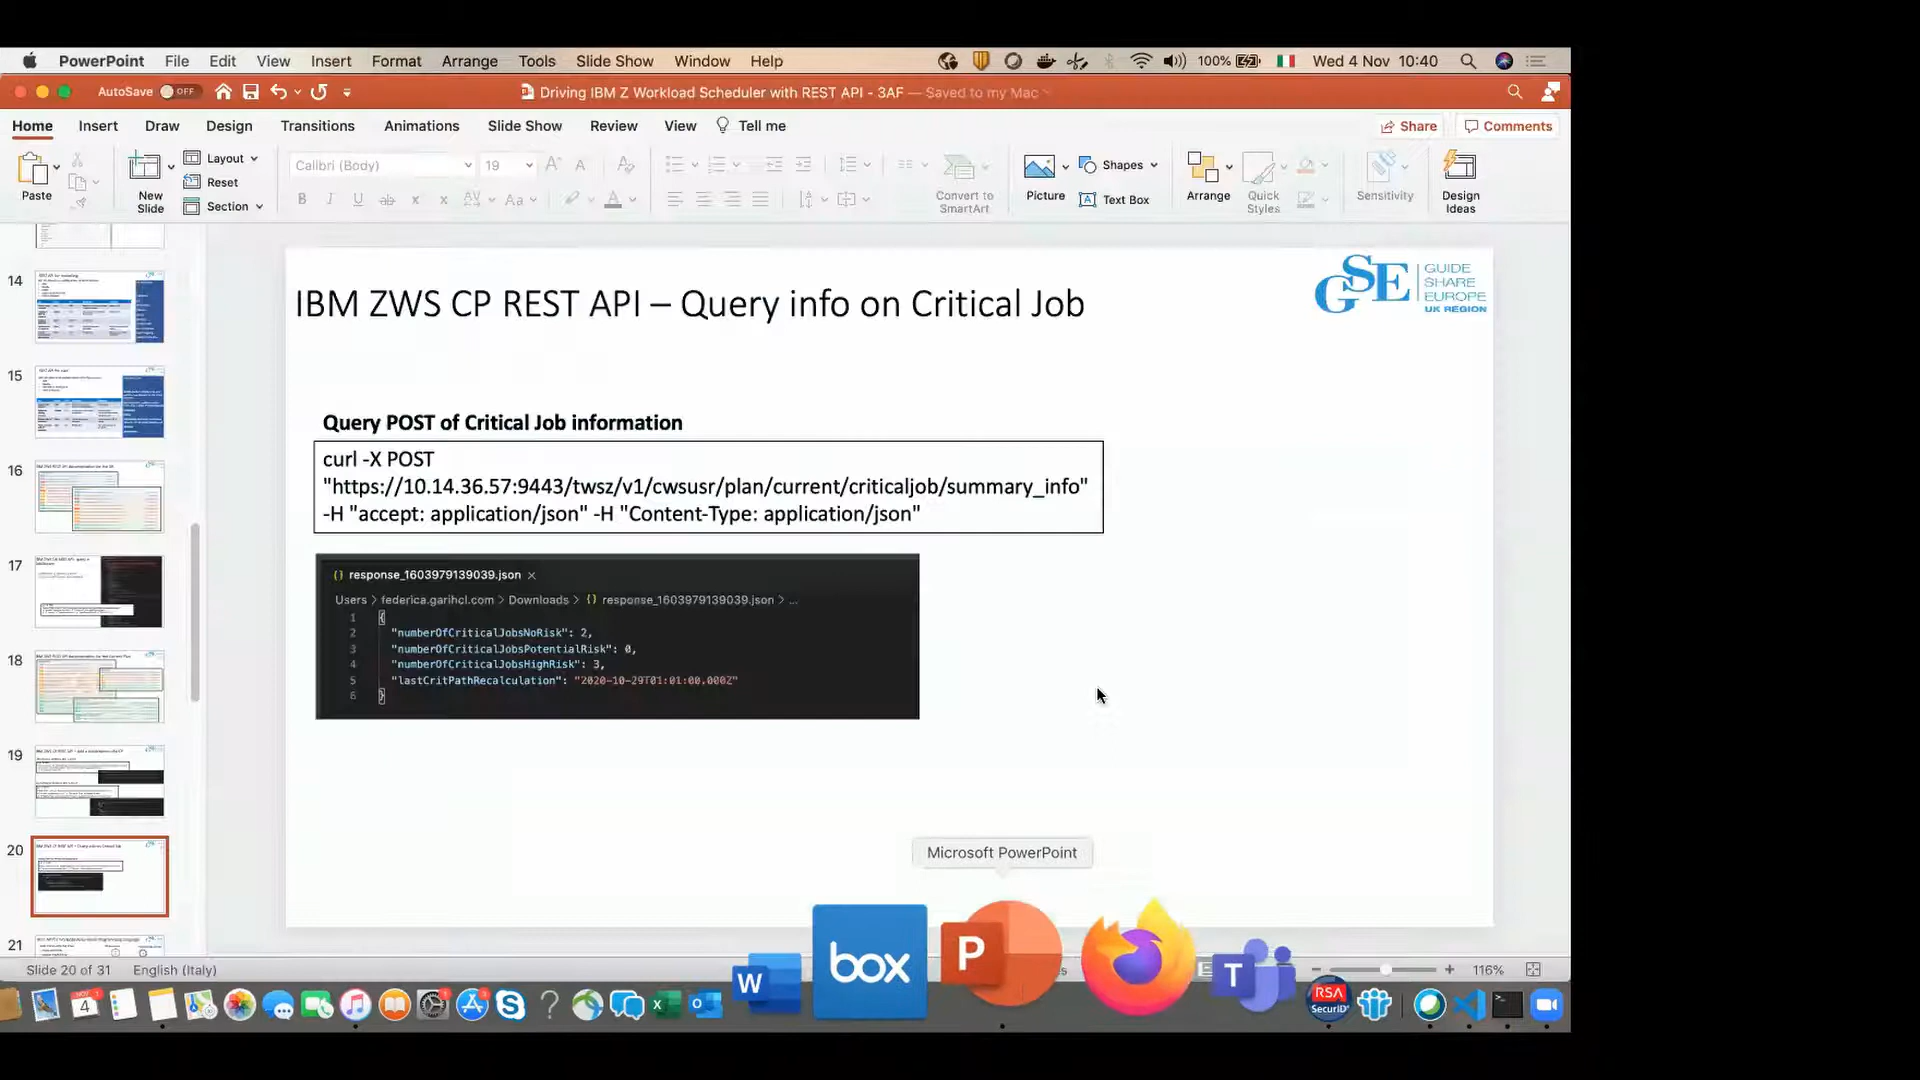 PowerPoint File Edit View Insert Format Arrange Tools Slide Show Window Help 100% Wed 4 Nov 10:40
AutoSave OFF Driving IBM Z Workload Scheduler with REST API - 3AF — Saved to my Mac
Home Insert Draw Design Transitions Animations Slide Show Review View Tell me Share Comments
Paste
New Slide
Layout
Reset
Section
Calibri (Body) 19
Convert to SmartArt
Picture
Shapes
Text Box
Arrange
Quick Styles
Sensitivity
Design Ideas
14
15
16
17
18
19
20
21
IBM ZWS CP REST API – Query info on Critical Job
GSE GUIDE
SHARE
EUROPE
UK REGION
Query POST of Critical Job information
curl -X POST
"https://10.14.36.57:9443/twsz/v1/cwsusr/plan/current/criticaljob/summary_info"
-H "accept: application/json" -H "Content-Type: application/json"
{} response_1603979139039.json ×
Users > federica.garihcl.com > Downloads > {} response_1603979139039.json > ...
1 {
2 "numberOfCriticalJobsNoRisk": 2,
3 "numberOfCriticalJobsPotentialRisk": 0,
4 "numberOfCriticalJobsHighRisk": 3,
5 "lastCritPathRecalculation": "2020-10-29T01:01:00.000Z"
6 }
Microsoft PowerPoint
Slide 20 of 31 English (Italy) 116%
W box P T
4
RSA
SecurID